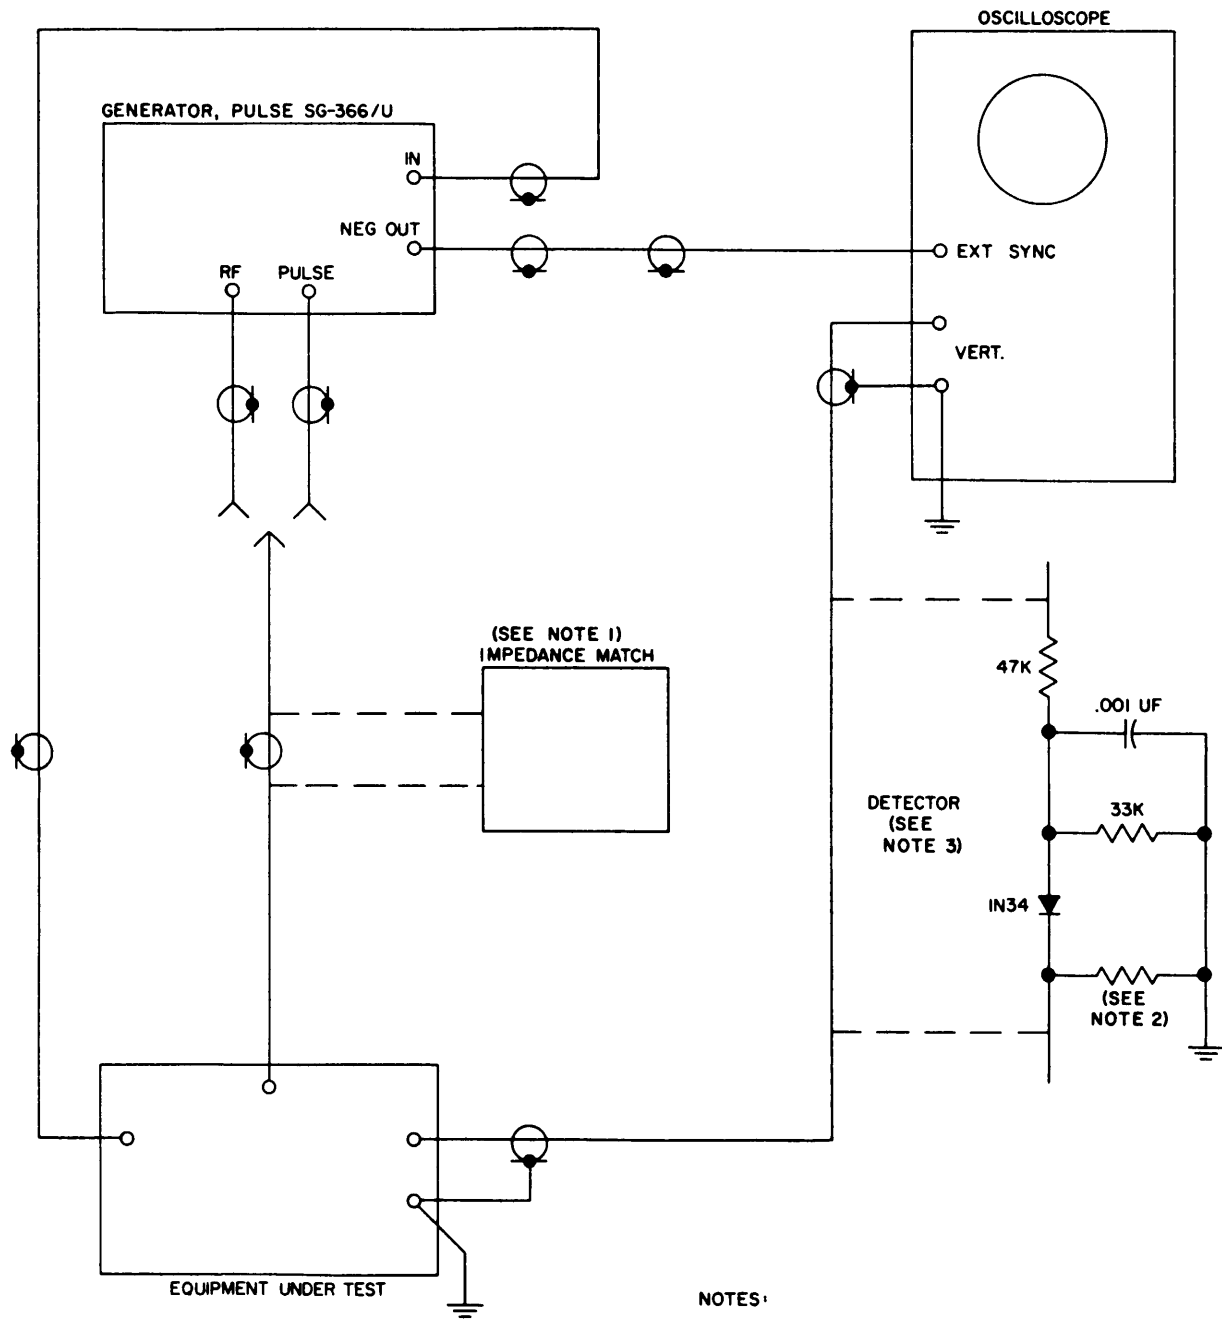 OSCILLOSCOPE
GENERATOR, PULSE SG-366/U
IN
NEG OUT
RF
PULSE
EXT SYNC
VERT.
(SEE NOTE 1)
IMPEDANCE MATCH
47K
.001 UF
DETECTOR
(SEE
NOTE 3)
33K
IN34
(SEE
NOTE 2)
EQUIPMENT UNDER TEST
NOTES: